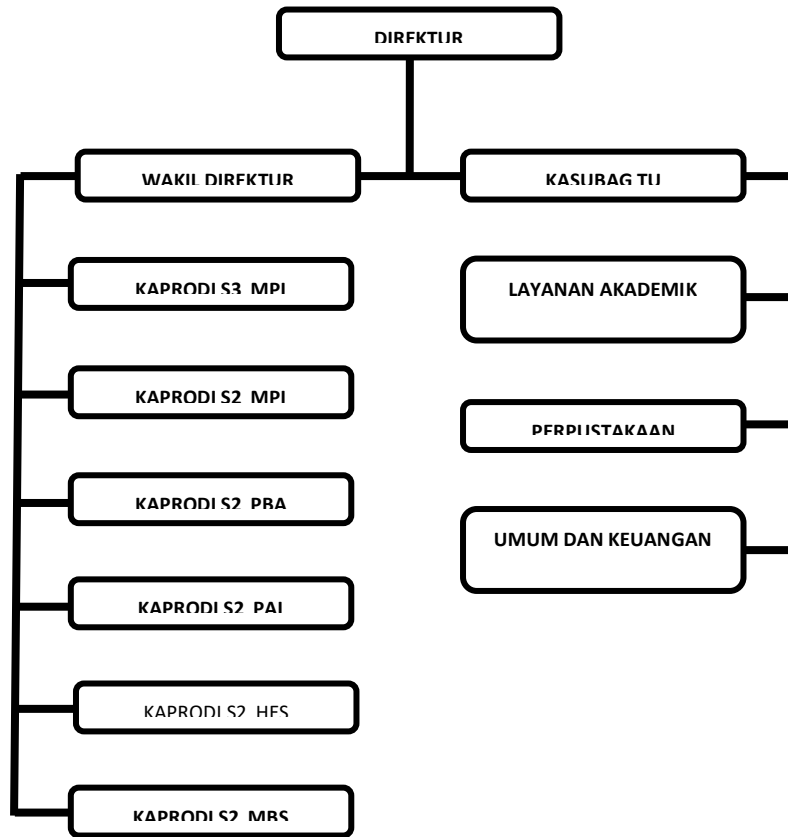 DIREKTUR
WAKIL DIREKTUR
KASUBAG TU
KAPRODI S3 MPI
LAYANAN AKADEMIK
KAPRODI S2 MPI
PERPUSTAKAAN
KAPRODI S2 PBA
UMUM DAN KEUANGAN
KAPRODI S2 PAI
KAPRODI S2 HES
KAPRODI S2 MBS